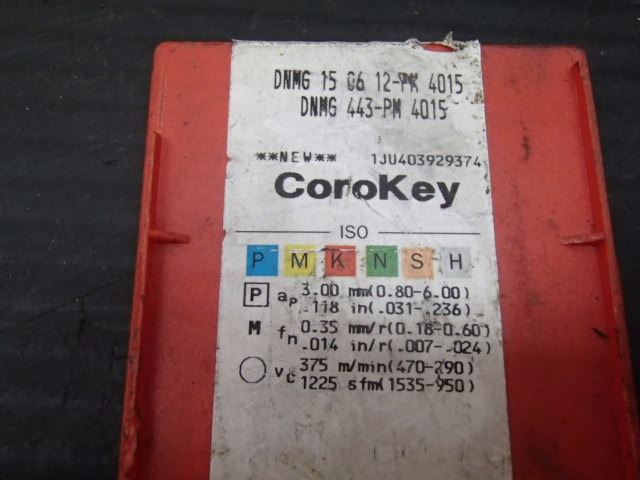 DNMG 15 06 12-PM 4015
DNMG 443-PM 4015
**NEW** 1JU403929374
CoroKey
ISO
P M K N S H
P ap 3.00 mm(0.80-6.00)
.118 in(.031-.236)
M fn 0.35 mm/r(0.18-0.60)
.014 in/r(.007-.024)
vc 375 m/min(470-290)
1225 sfm(1535-950)